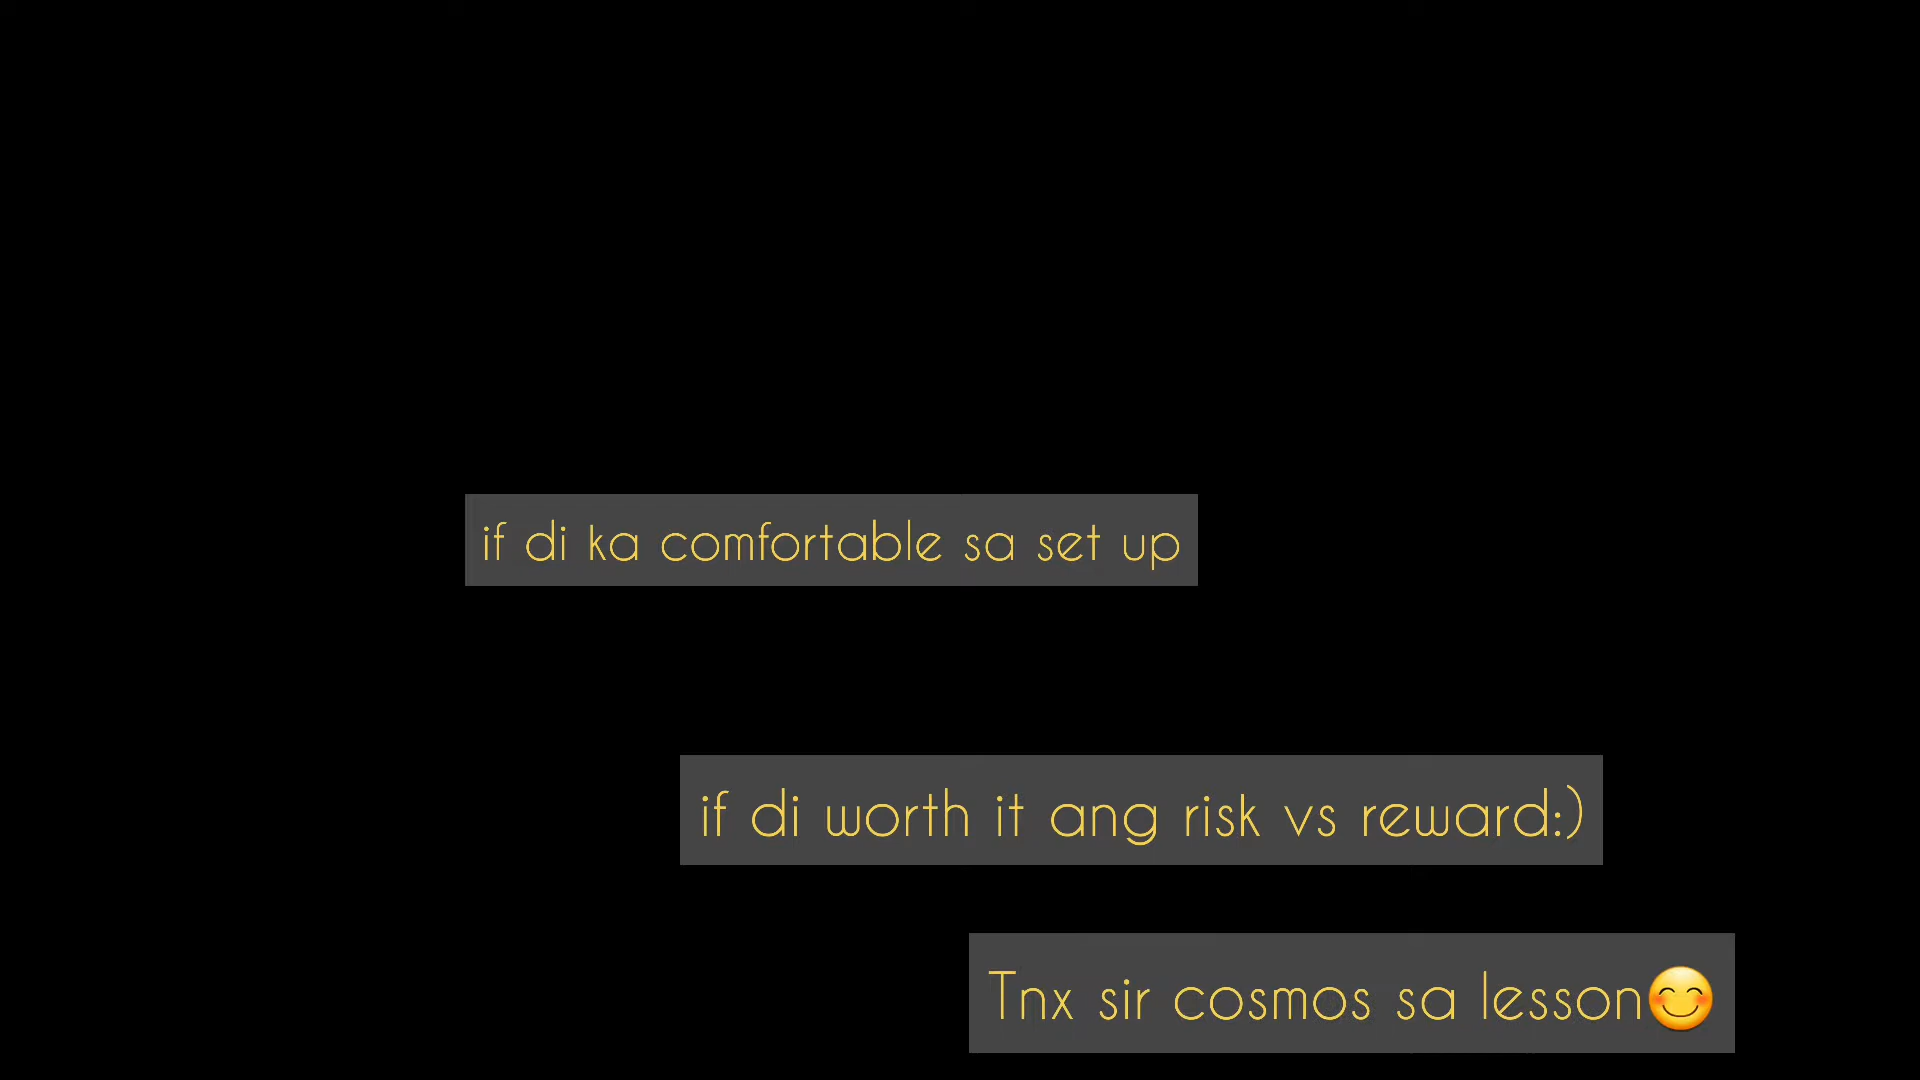 if di ka comfortable sa set up
if di worth it ang risk vs reward:)
Tnx sir cosmos sa lesson😊